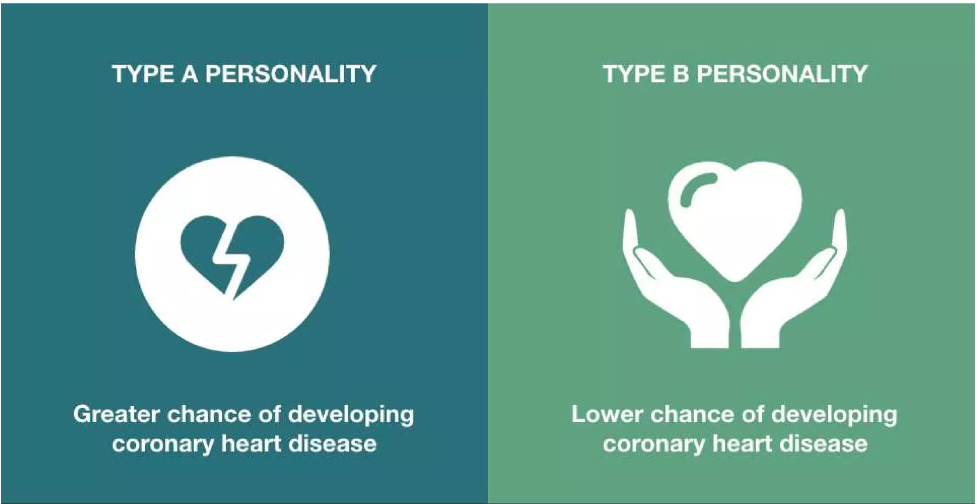 TYPE A PERSONALITY
Greater chance of developing
coronary heart disease
TYPE B PERSONALITY
Lower chance of developing
coronary heart disease